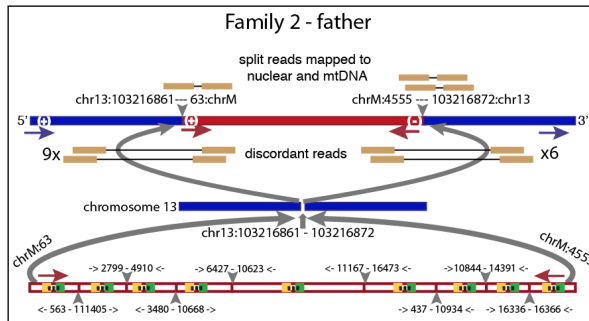 Family 2 - father
split reads mapped to
nuclear and mtDNA
chr13:103216861--- 63:chrM
chrM:4555 --- 103216872:chr13
5'
+
+
-
3'
9x
discordant reads
x6
chromosome 13
chr13:103216861 - 103216872
chrM:63
chrM:4555
-> 2799 - 4910 <-
->6427 - 10623 <-
<-11167 - 16473 <-
->10844 - 14391 <-
<- 563 - 111405 ->
<- 3480 - 10668 ->
-> 437 - 10934 <-
-> 16336 - 16366 <-